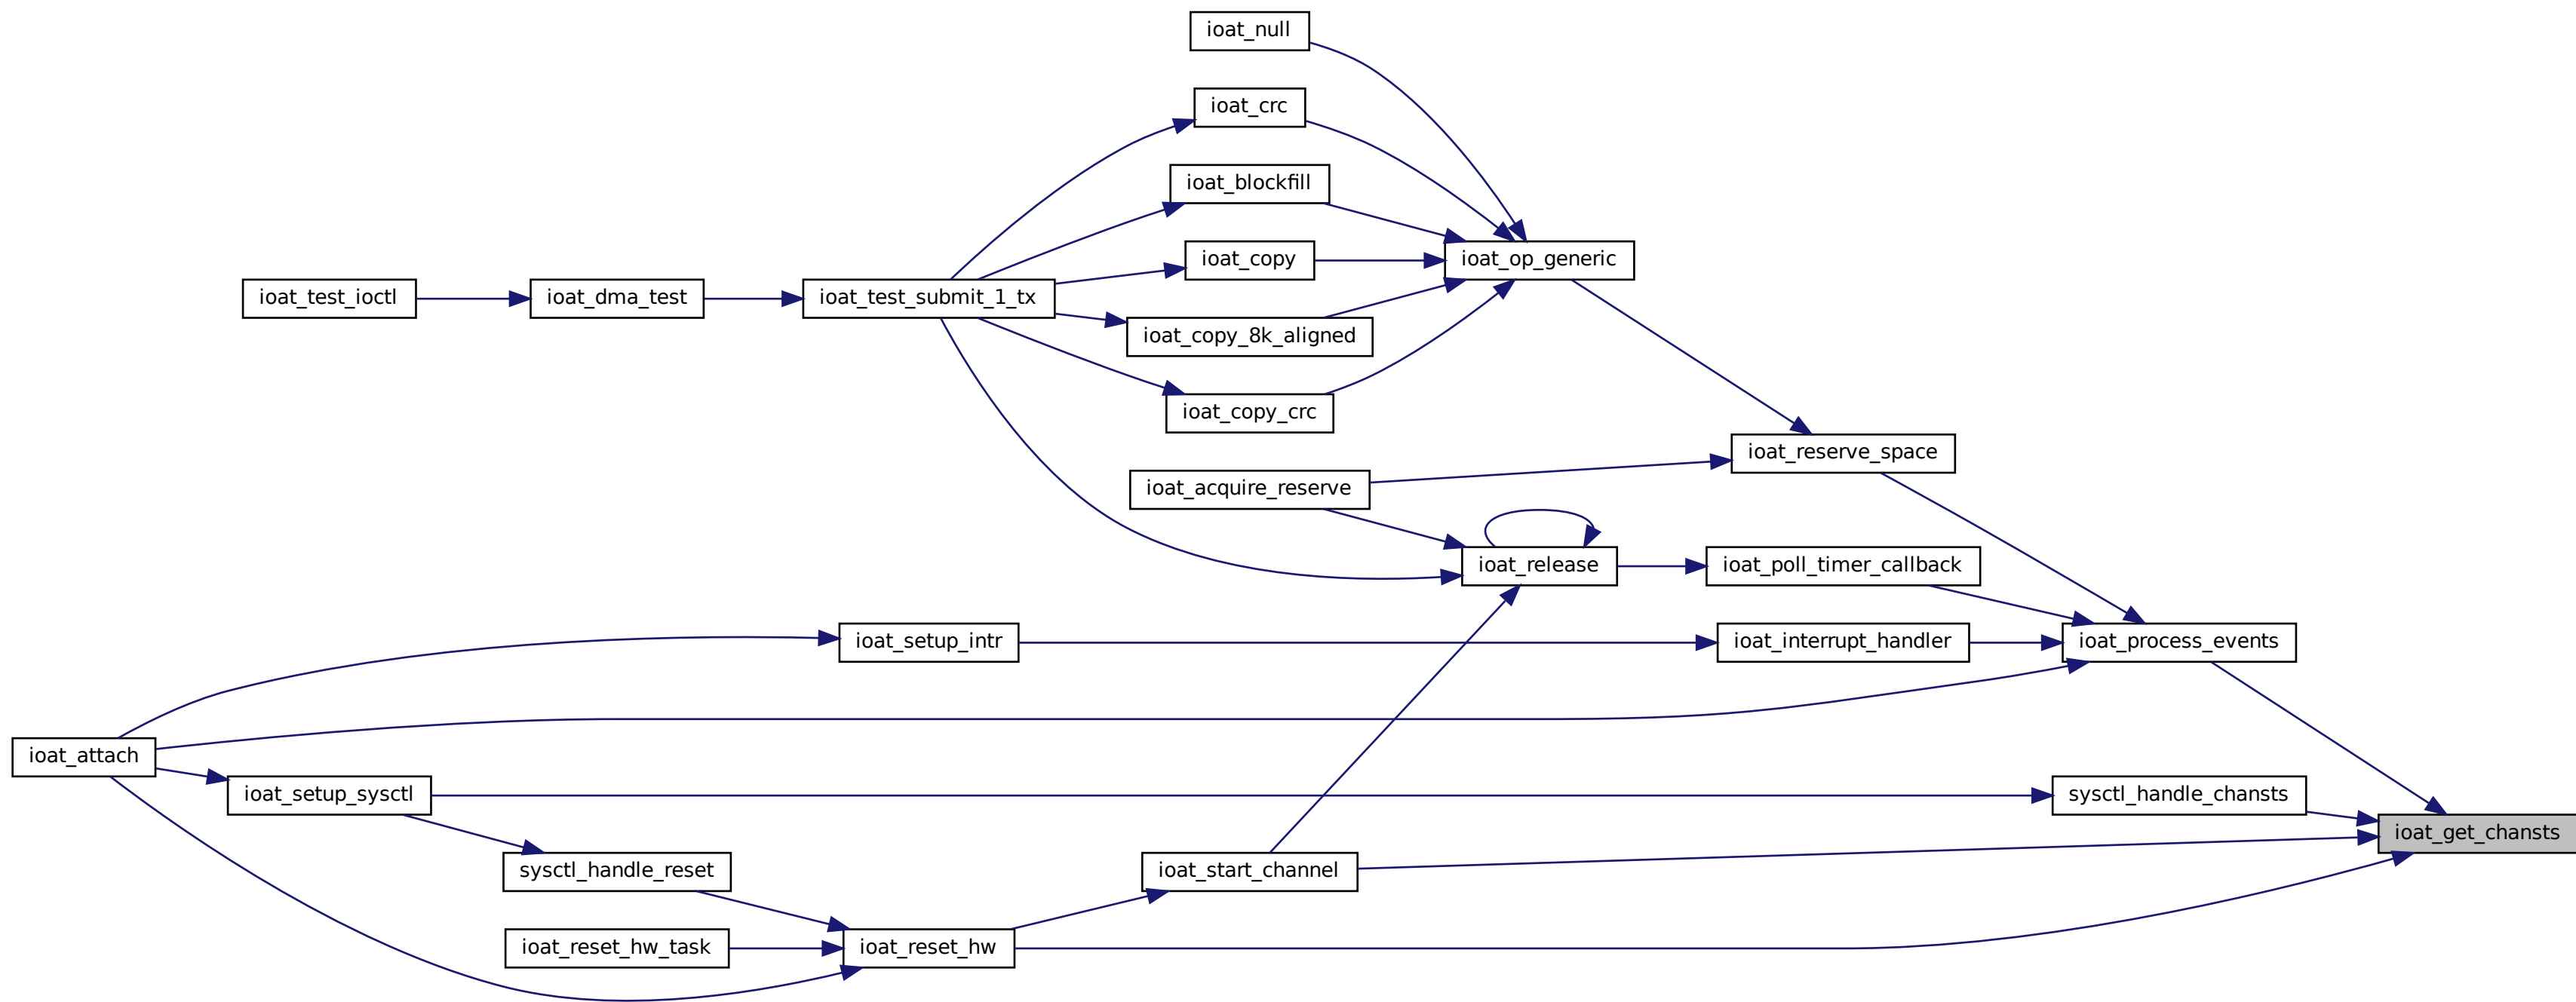 ioat_null
ioat_crc
ioat_blockfill
ioat_copy
ioat_op_generic
ioat_test_ioctl
ioat_dma_test
ioat_test_submit_1_tx
ioat_copy_8k_aligned
ioat_copy_crc
ioat_reserve_space
ioat_acquire_reserve
ioat_release
ioat_poll_timer_callback
ioat_setup_intr
ioat_interrupt_handler
ioat_process_events
ioat_attach
ioat_setup_sysctl
sysctl_handle_chansts
ioat_get_chansts
sysctl_handle_reset
ioat_start_channel
ioat_reset_hw_task
ioat_reset_hw